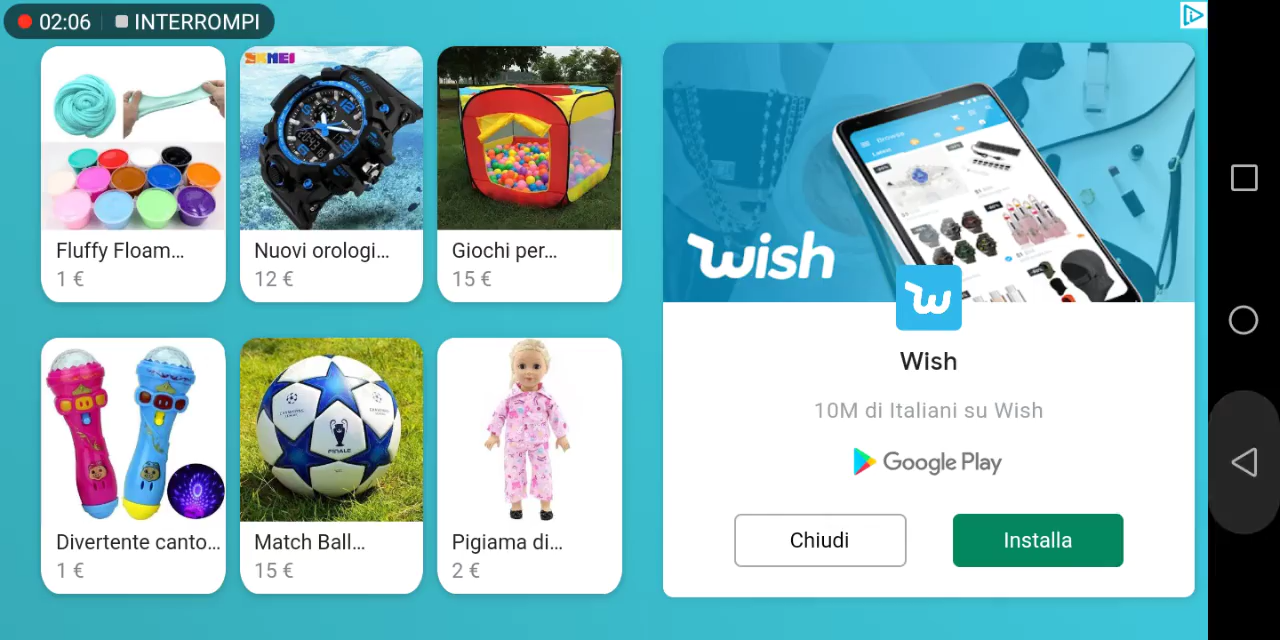 02:06 INTERROMPI
SKMEI
Fluffy Floam...
1 €
Nuovi orologi...
12 €
Giochi per...
15 €
Divertente canto...
1 €
Match Ball...
15 €
Pigiama di...
2 €
FINALE
wish
Wish
10M di Italiani su Wish
Google Play
Chiudi
Installa